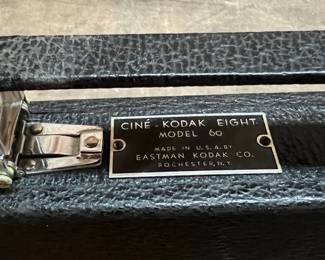 CINÉ-KODAK EIGHT
MODEL 60
MADE IN U.S.A. BY
EASTMAN KODAK CO.
ROCHESTER, N.Y.